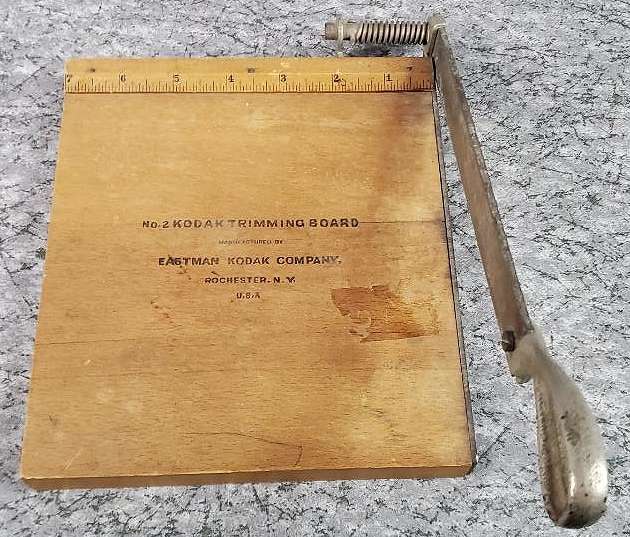 7 6 5 4 3 2 1
No. 2 KODAK TRIMMING BOARD
MANUFACTURED BY
EASTMAN KODAK COMPANY.
ROCHESTER. N.Y.
U.S.A